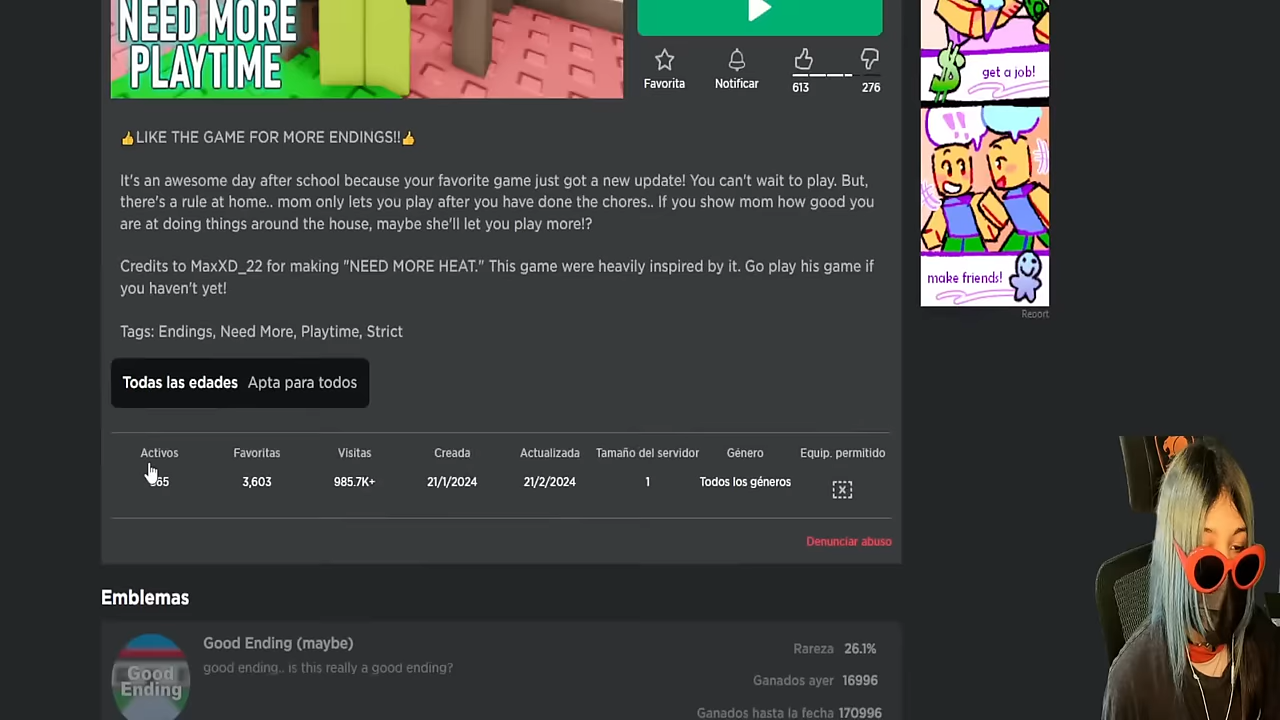 NEED MORE
PLAYTIME
Favorita
Notificar
613
276
get a job!
👍LIKE THE GAME FOR MORE ENDINGS!!👍
It's an awesome day after school because your favorite game just got a new update! You can't wait to play. But,
there's a rule at home.. mom only lets you play after you have done the chores.. If you show mom how good you
are at doing things around the house, maybe she'll let you play more!?
Credits to MaxXD_22 for making "NEED MORE HEAT." This game were heavily inspired by it. Go play his game if
you haven't yet!
!!
make friends!
Report
Tags: Endings, Need More, Playtime, Strict
Todas las edades Apta para todos
Activos Favoritas Visitas Creada Actualizada Tamaño del servidor Género Equip. permitido
3,603 985.7K+ 21/1/2024 21/2/2024 1 Todos los géneros
Denunciar abuso
Emblemas
Good Ending
Good Ending (maybe)
good ending.. is this really a good ending?
Rareza 26.1%
Ganados ayer 16996
Ganados hasta la fecha 170996